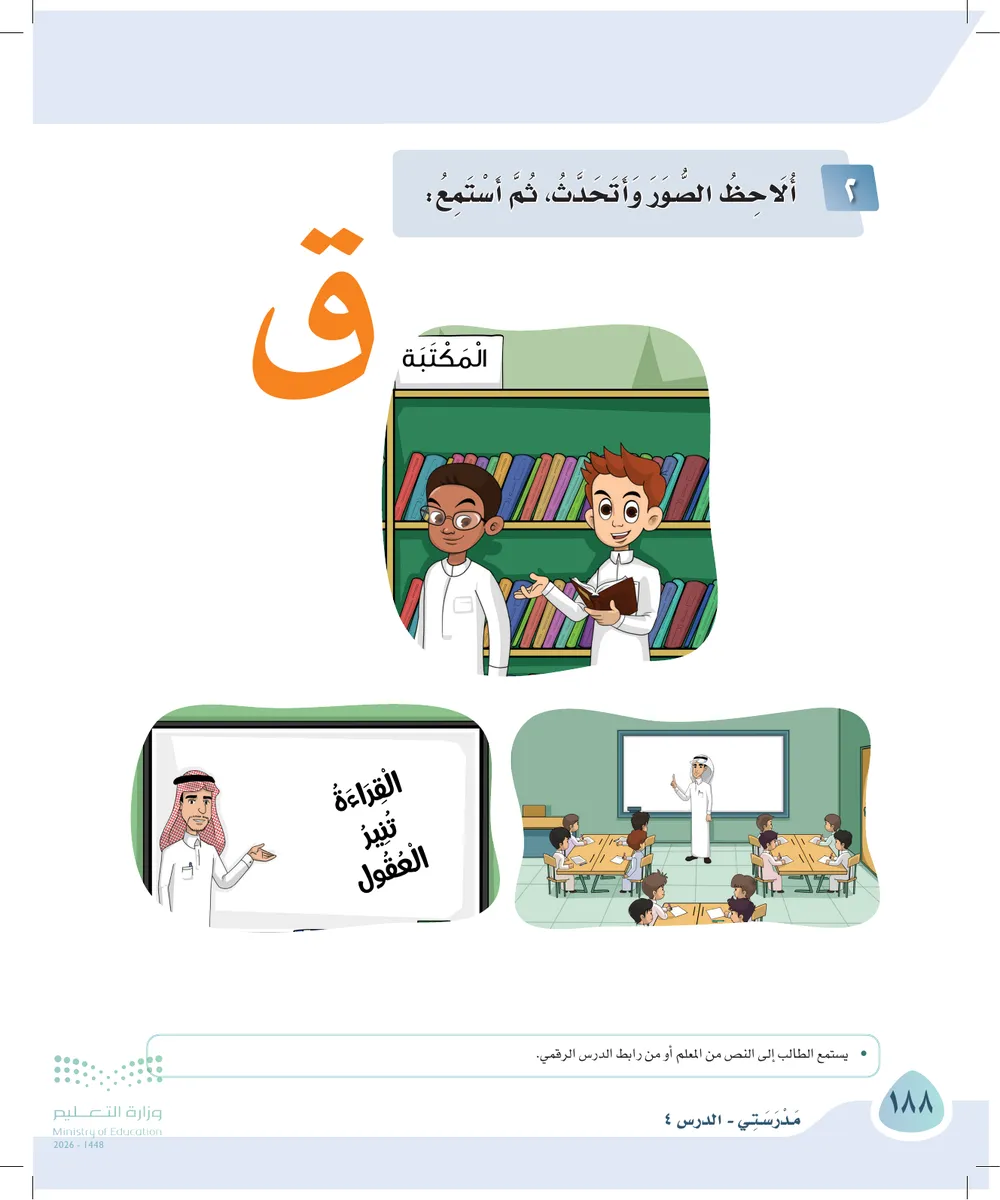 ٢
أُلَاحِظُ الصُّوَرَ وَأَتَحَدَّثُ، ثُمَّ أَسْتَمِعُ:
ق
الْمَكْتَبَة
الْقِرَاءَةُ
تُنِيرُ
الْعُقُول
• يستمع الطالب إلى النص من المعلم أو من رابط الدرس الرقمي.
١٨٨
مَدْرَسَتِي - الدرس ٤
وزارة التعـــليم
Ministry of Education
2026 - 1448